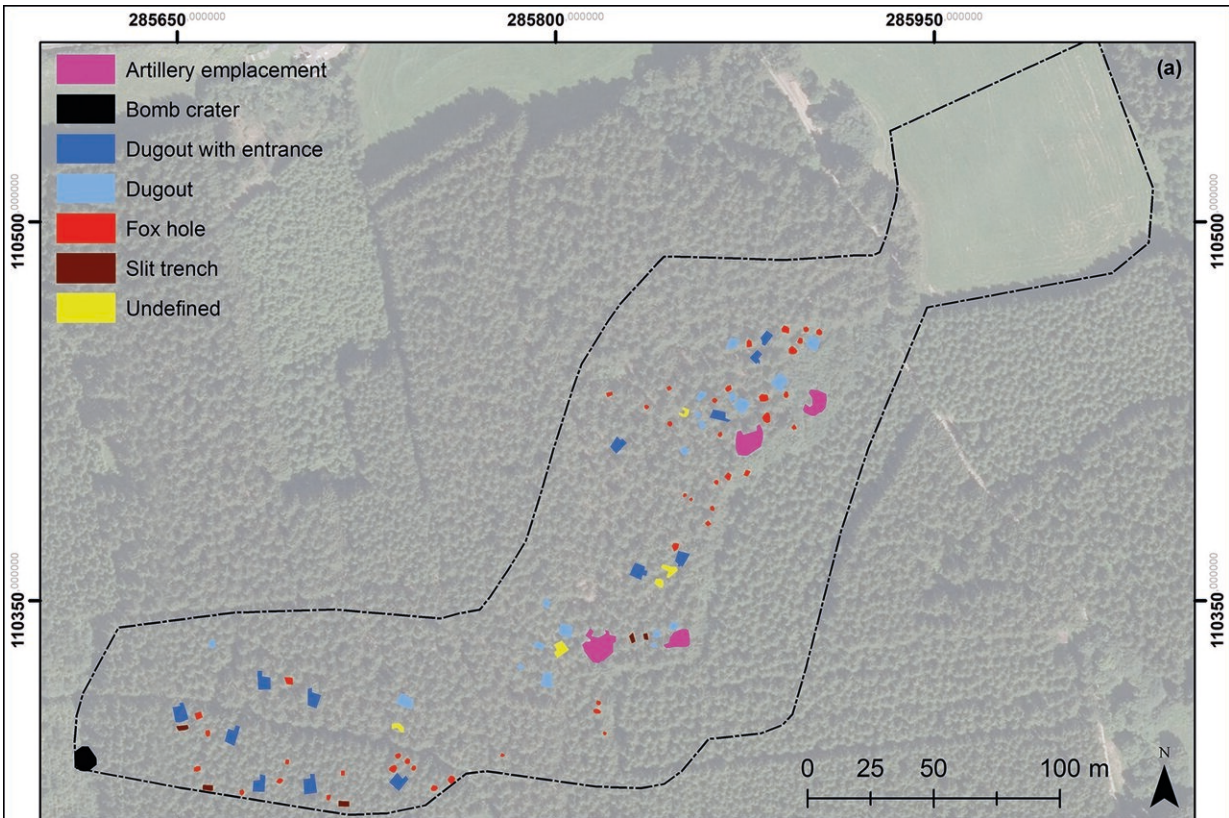 285650.000000 285800.000000 285950.000000
(a)
Artillery emplacement
Bomb crater
Dugout with entrance
Dugout
Fox hole
Slit trench
Undefined
110500.000000
110500.000000
110350.000000
110350.000000
N
0 25 50 100 m